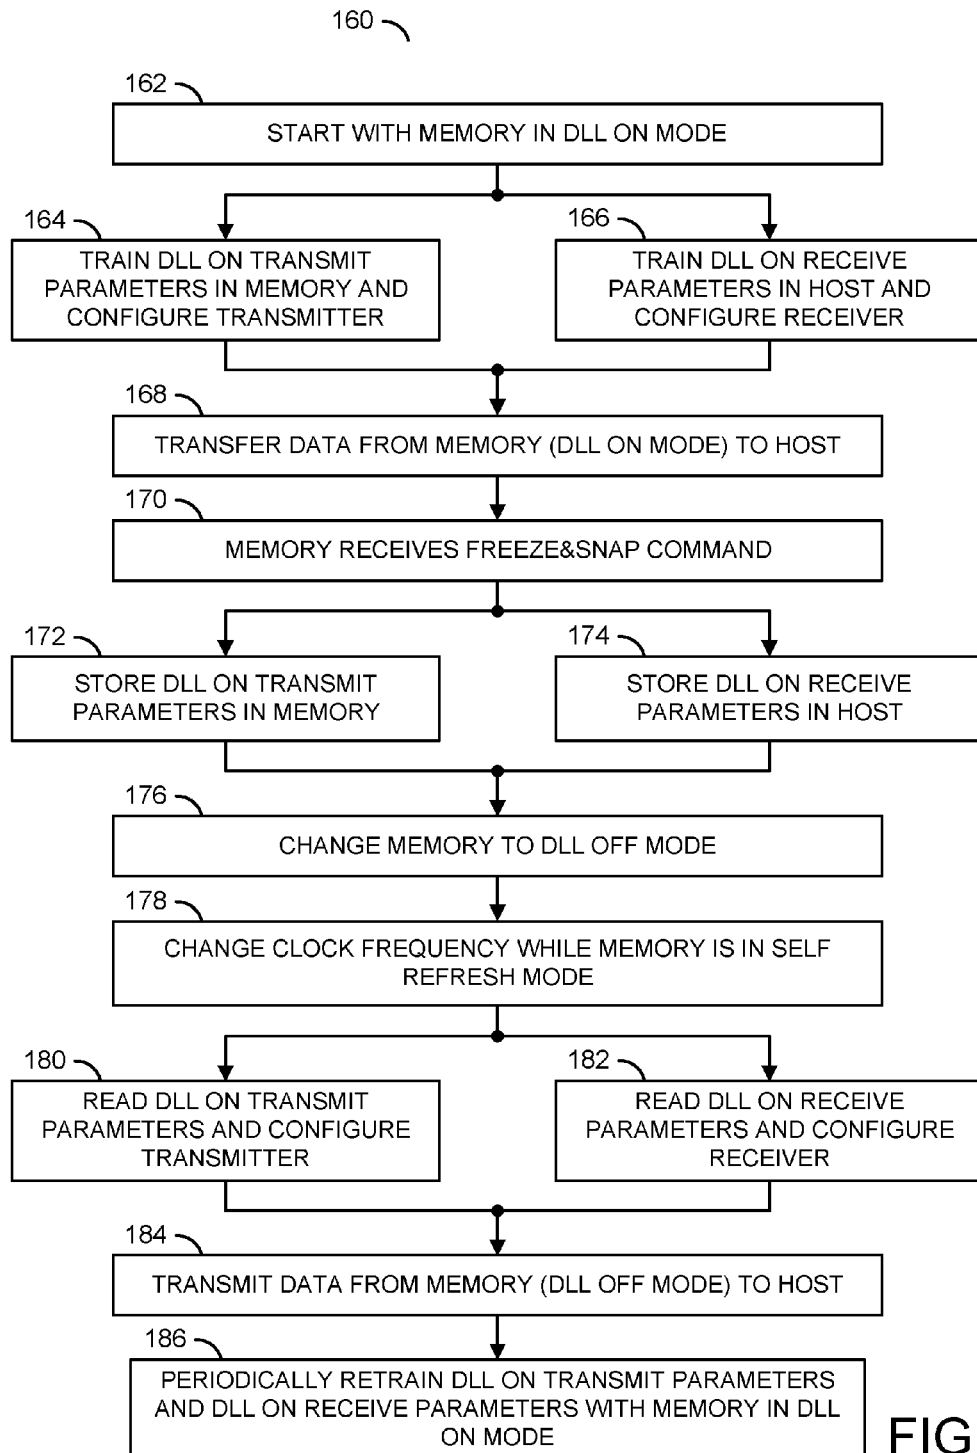 160
162
START WITH MEMORY IN DLL ON MODE
164
TRAIN DLL ON TRANSMIT
PARAMETERS IN MEMORY AND
CONFIGURE TRANSMITTER
166
TRAIN DLL ON RECEIVE
PARAMETERS IN HOST AND
CONFIGURE RECEIVER
168
TRANSFER DATA FROM MEMORY (DLL ON MODE) TO HOST
170
MEMORY RECEIVES FREEZE&SNAP COMMAND
172
STORE DLL ON TRANSMIT
PARAMETERS IN MEMORY
174
STORE DLL ON RECEIVE
PARAMETERS IN HOST
176
CHANGE MEMORY TO DLL OFF MODE
178
CHANGE CLOCK FREQUENCY WHILE MEMORY IS IN SELF
REFRESH MODE
180
READ DLL ON TRANSMIT
PARAMETERS AND CONFIGURE
TRANSMITTER
182
READ DLL ON RECEIVE
PARAMETERS AND CONFIGURE
RECEIVER
184
TRANSMIT DATA FROM MEMORY (DLL OFF MODE) TO HOST
186
PERIODICALLY RETRAIN DLL ON TRANSMIT PARAMETERS
AND DLL ON RECEIVE PARAMETERS WITH MEMORY IN DLL
ON MODE
FIG